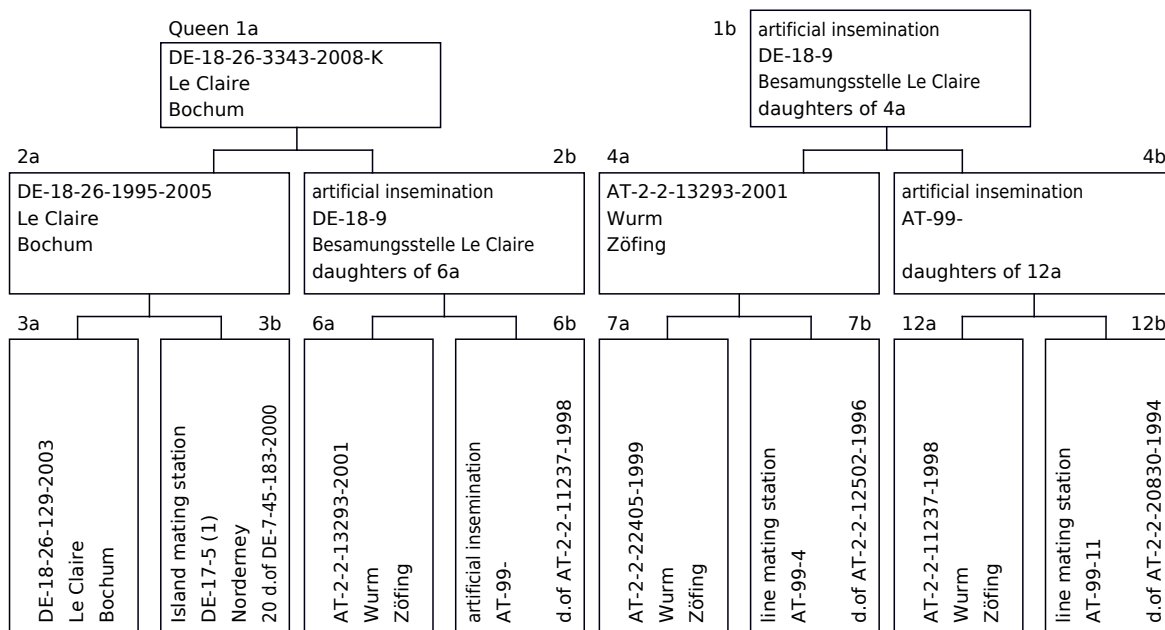 Queen 1a
DE-18-26-3343-2008-K
Le Claire
Bochum
1b
artificial insemination
DE-18-9
Besamungsstelle Le Claire
daughters of 4a
2a
DE-18-26-1995-2005
Le Claire
Bochum
2b
artificial insemination
DE-18-9
Besamungsstelle Le Claire
daughters of 6a
4a
AT-2-2-13293-2001
Wurm
Zöfing
4b
artificial insemination
AT-99-
daughters of 12a
3a
DE-18-26-129-2003
Le Claire
Bochum
3b
Island mating station
DE-17-5 (1)
Norderney
20 d.of DE-7-45-183-2000
6a
AT-2-2-13293-2001
Wurm
Zöfing
6b
artificial insemination
AT-99-
d.of AT-2-2-11237-1998
7a
AT-2-2-22405-1999
Wurm
Zöfing
7b
line mating station
AT-99-4
d.of AT-2-2-12502-1996
12a
AT-2-2-11237-1998
Wurm
Zöfing
12b
line mating station
AT-99-11
d.of AT-2-2-20830-1994